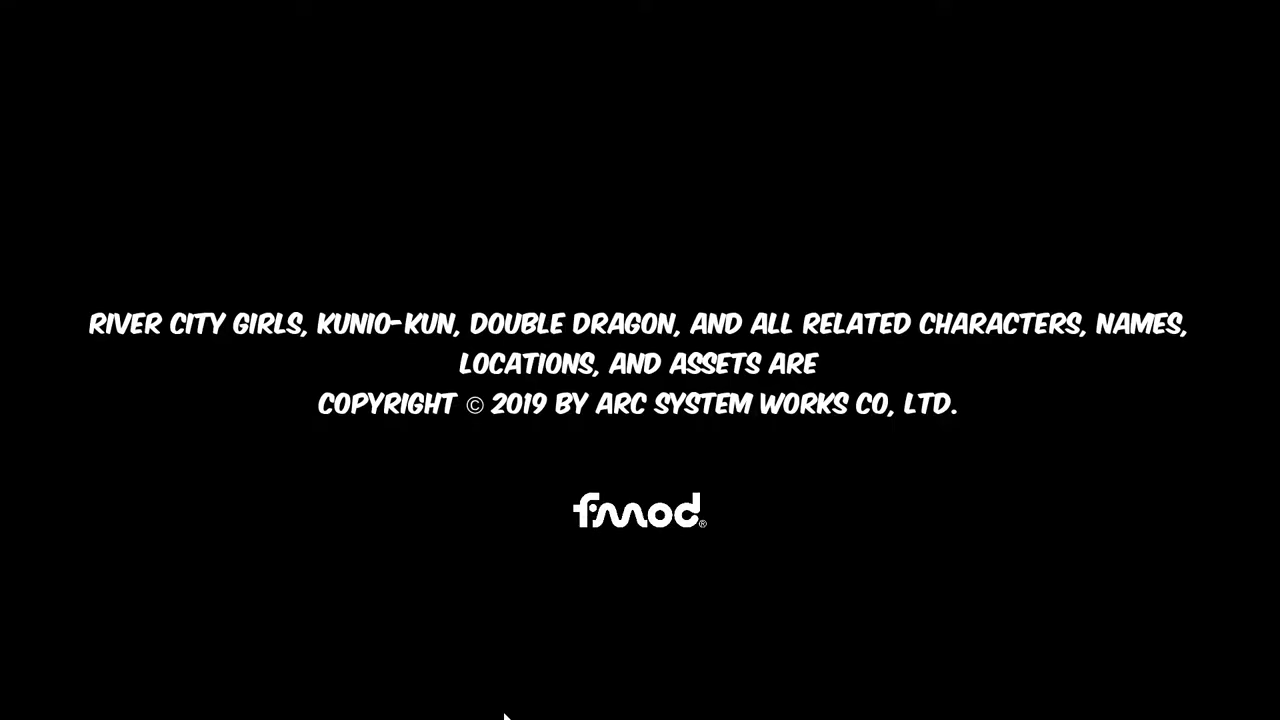 RIVER CITY GIRLS, KUNIO-KUN, DOUBLE DRAGON, AND ALL RELATED CHARACTERS, NAMES,
LOCATIONS, AND ASSETS ARE
COPYRIGHT © 2019 BY ARC SYSTEM WORKS CO, LTD.
fmod®